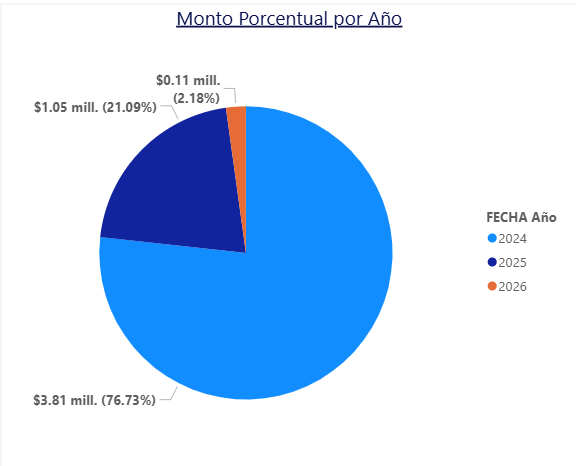 Monto Porcentual por Año
$0.11 mill.
(2.18%)
$1.05 mill. (21.09%)
$3.81 mill. (76.73%)
FECHA Año
2024
2025
2026